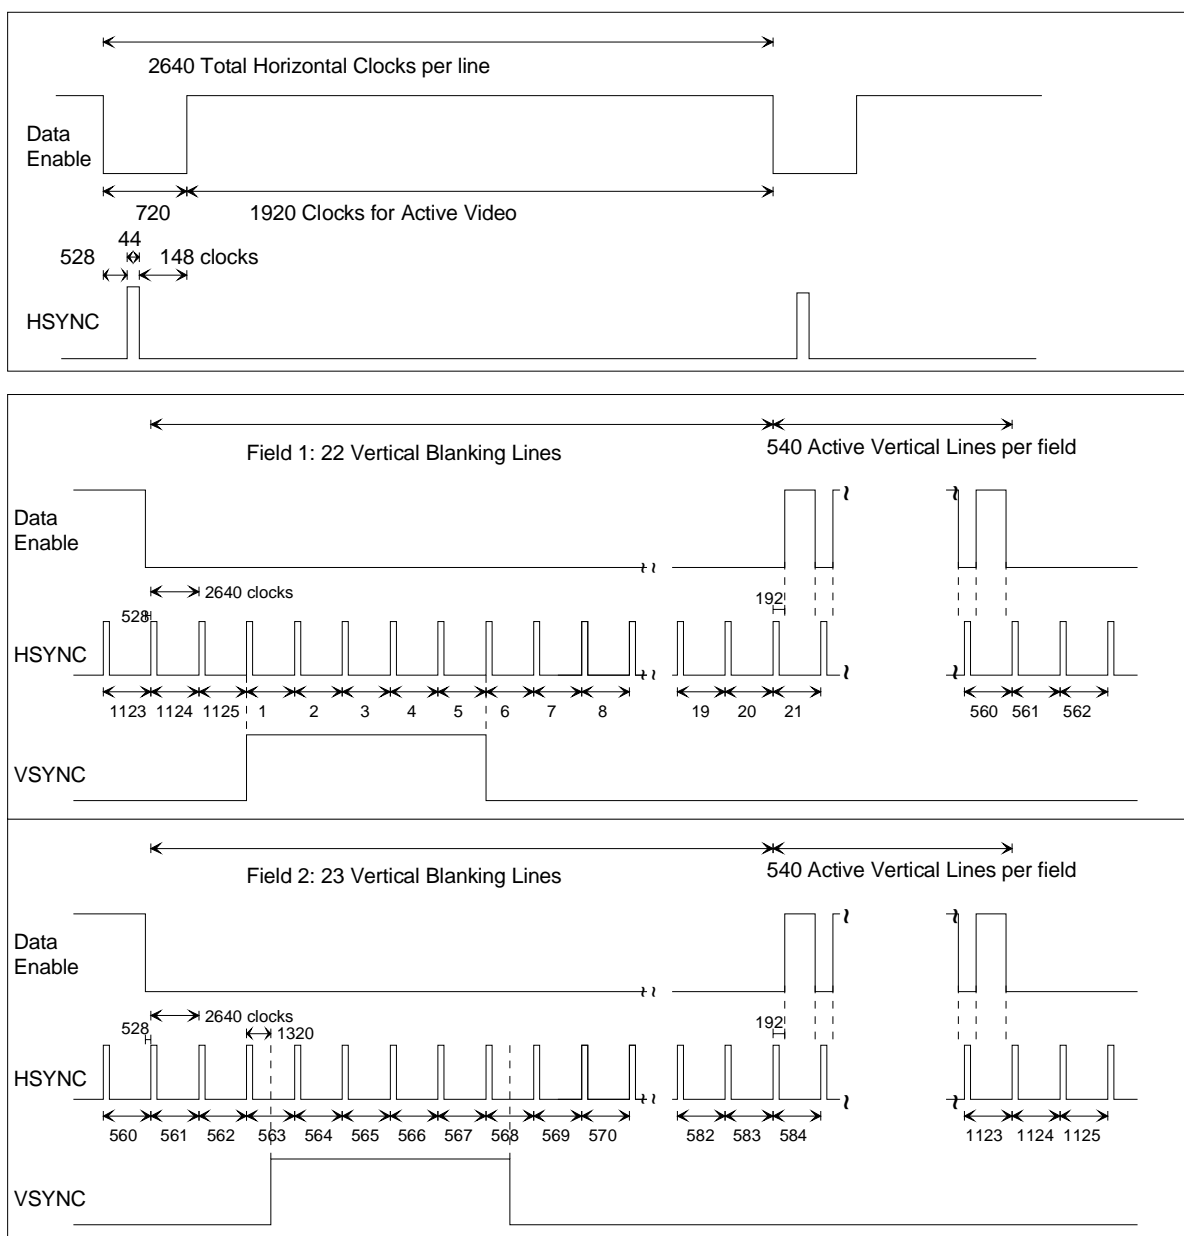 2640 Total Horizontal Clocks per line
Data
Enable
720
1920 Clocks for Active Video
44
528
148 clocks
HSYNC
Field 1: 22 Vertical Blanking Lines
540 Active Vertical Lines per field
Data
Enable
2640 clocks
528
192
HSYNC
1123 1124 1125 1 2 3 4 5 6 7 8 19 20 21 560 561 562
VSYNC
Field 2: 23 Vertical Blanking Lines
540 Active Vertical Lines per field
Data
Enable
2640 clocks
528
1320
192
HSYNC
560 561 562 563 564 565 566 567 568 569 570 582 583 584 1123 1124 1125
VSYNC